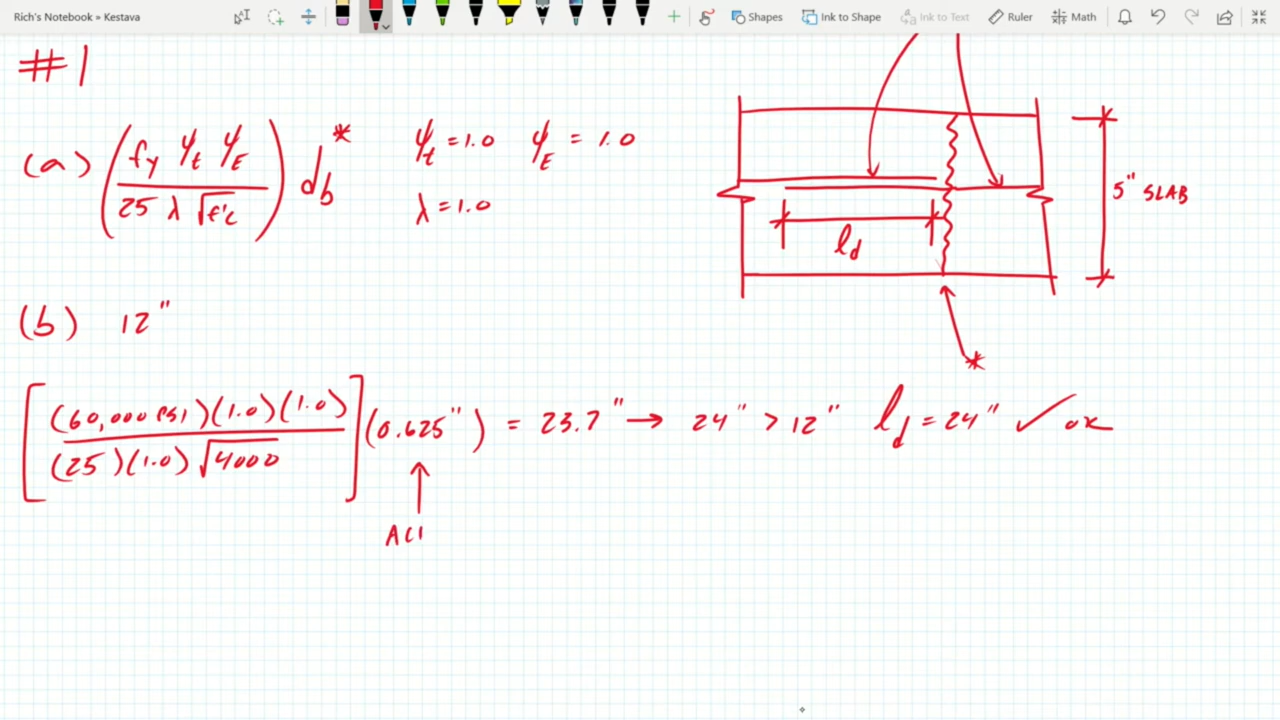 Rich's Notebook » Kestava
Shapes Ink to Shape Ink to Text Ruler Math
#1
(a) (fy ψt ψE / 25 λ √f'c) db*
ψt = 1.0 ψE = 1.0
λ = 1.0
5" SLAB
ld
*
(b) 12"
[(60,000 PSI)(1.0)(1.0) / (25)(1.0)√4000] (0.625") = 23.7" → 24" > 12" ld = 24" ✓ OK
ACI